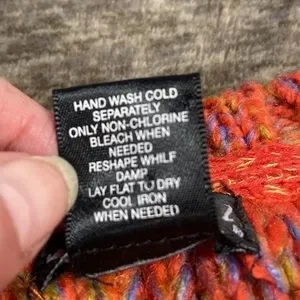 HAND WASH COLD
SEPARATELY
ONLY NON-CHLORINE
BLEACH WHEN
NEEDED
RESHAPE WHILE
DAMP
LAY FLAT TO DRY
COOL IRON
WHEN NEEDED